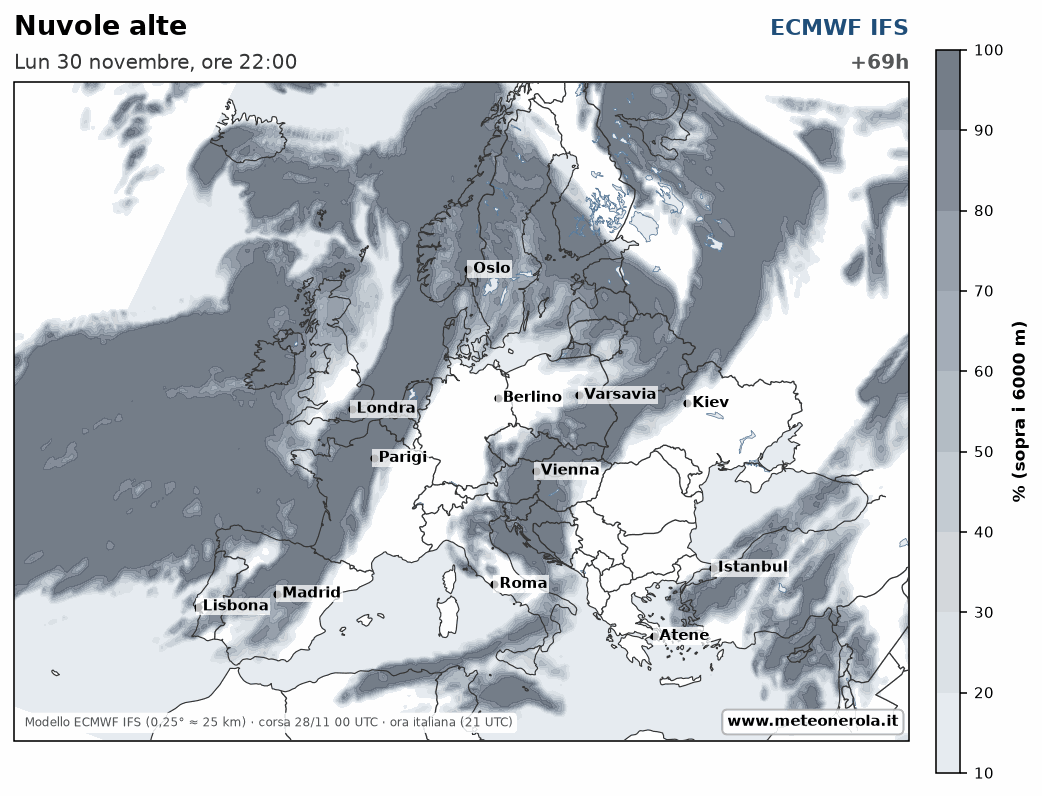 Nuvole alte
ECMWF IFS
Lun 30 novembre, ore 22:00
+69h
100
90
80
70
60
50
40
30
20
10
% (sopra i 6000 m)
Oslo
Londra
Berlino
Varsavia
Kiev
Parigi
Vienna
Istanbul
Roma
Madrid
Lisbona
Atene
Modello ECMWF IFS (0,25° ≈ 25 km) · corsa 28/11 00 UTC · ora italiana (21 UTC)
www.meteonerola.it